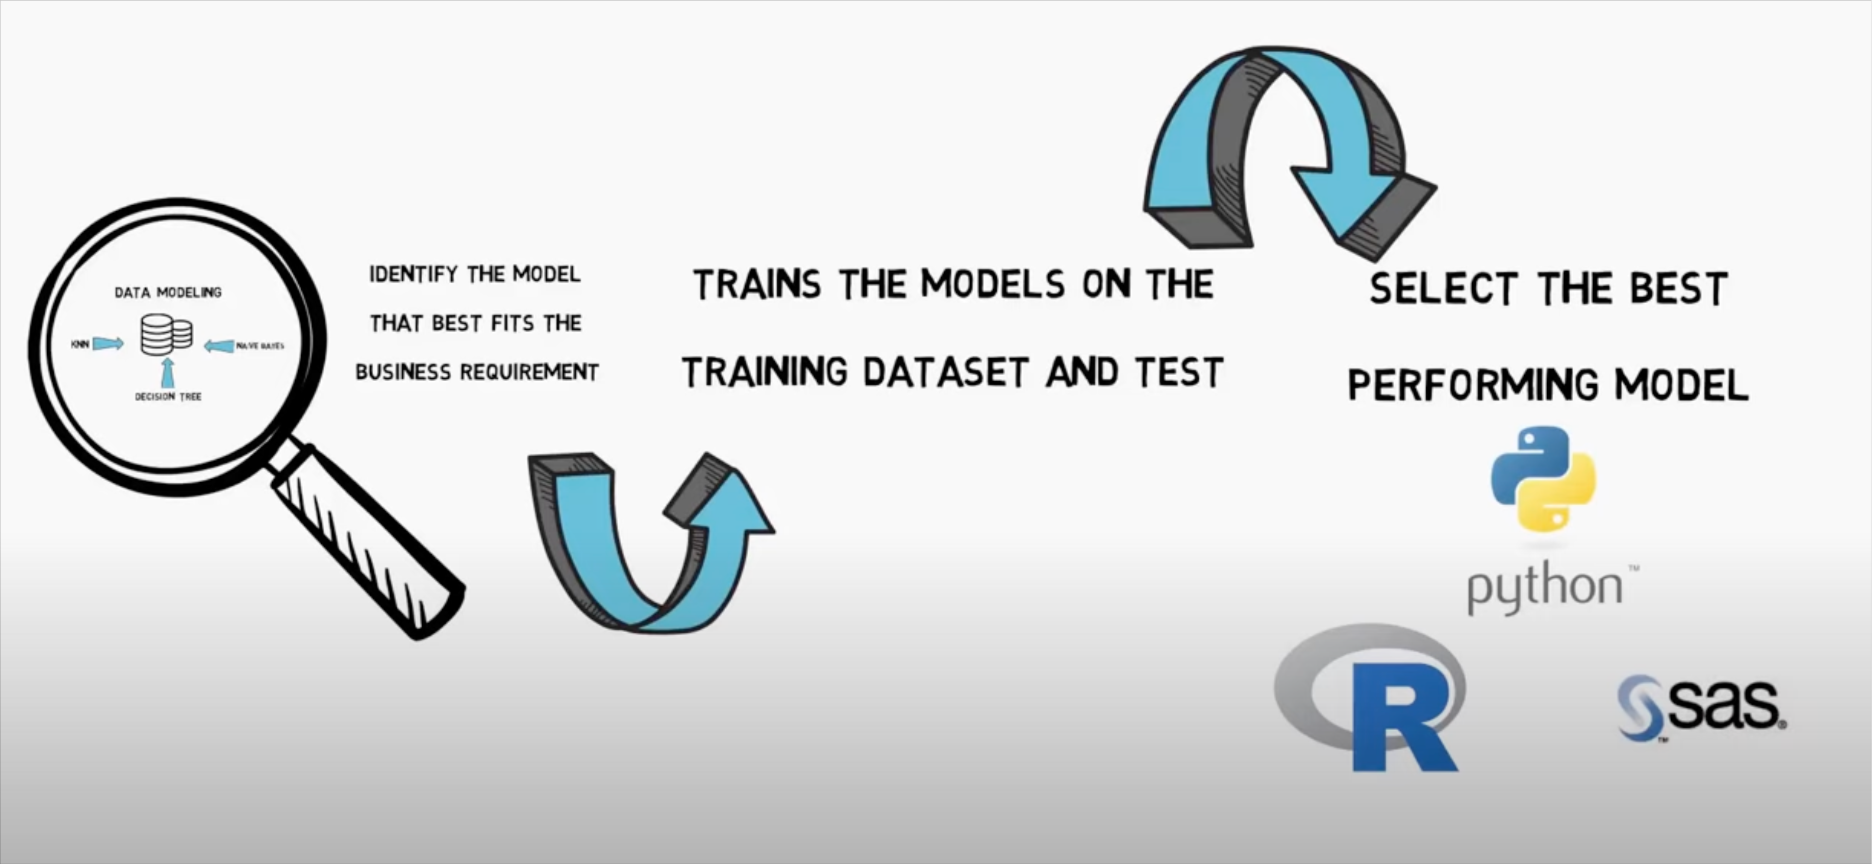 DATA MODELING
KNN
NAIVE BAYES
DECISION TREE
IDENTIFY THE MODEL
THAT BEST FITS THE
BUSINESS REQUIREMENT
TRAINS THE MODELS ON THE
TRAINING DATASET AND TEST
SELECT THE BEST
PERFORMING MODEL
python™
R
sas®
™